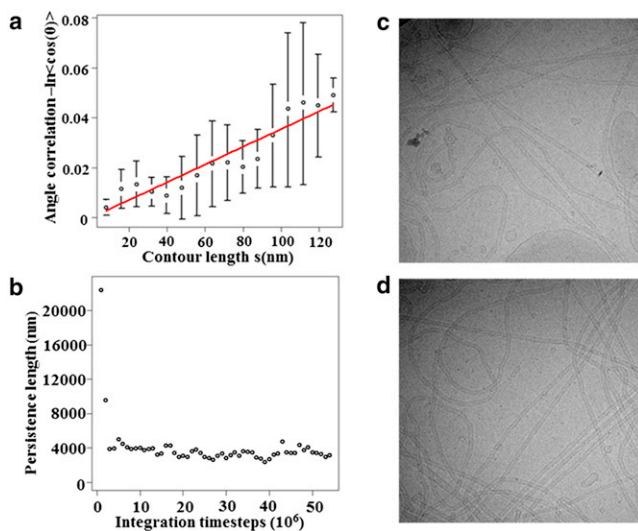 a
Angle correlation-ln<cos(θ)>
0.08
0.06
0.04
0.02
0
20 40 60 80 100 120
Contour length s(nm)
b
Persistence length (nm)
20000
16000
12000
8000
4000
0
0 10 20 30 40 50
Integration timesteps (10⁶)
c
d